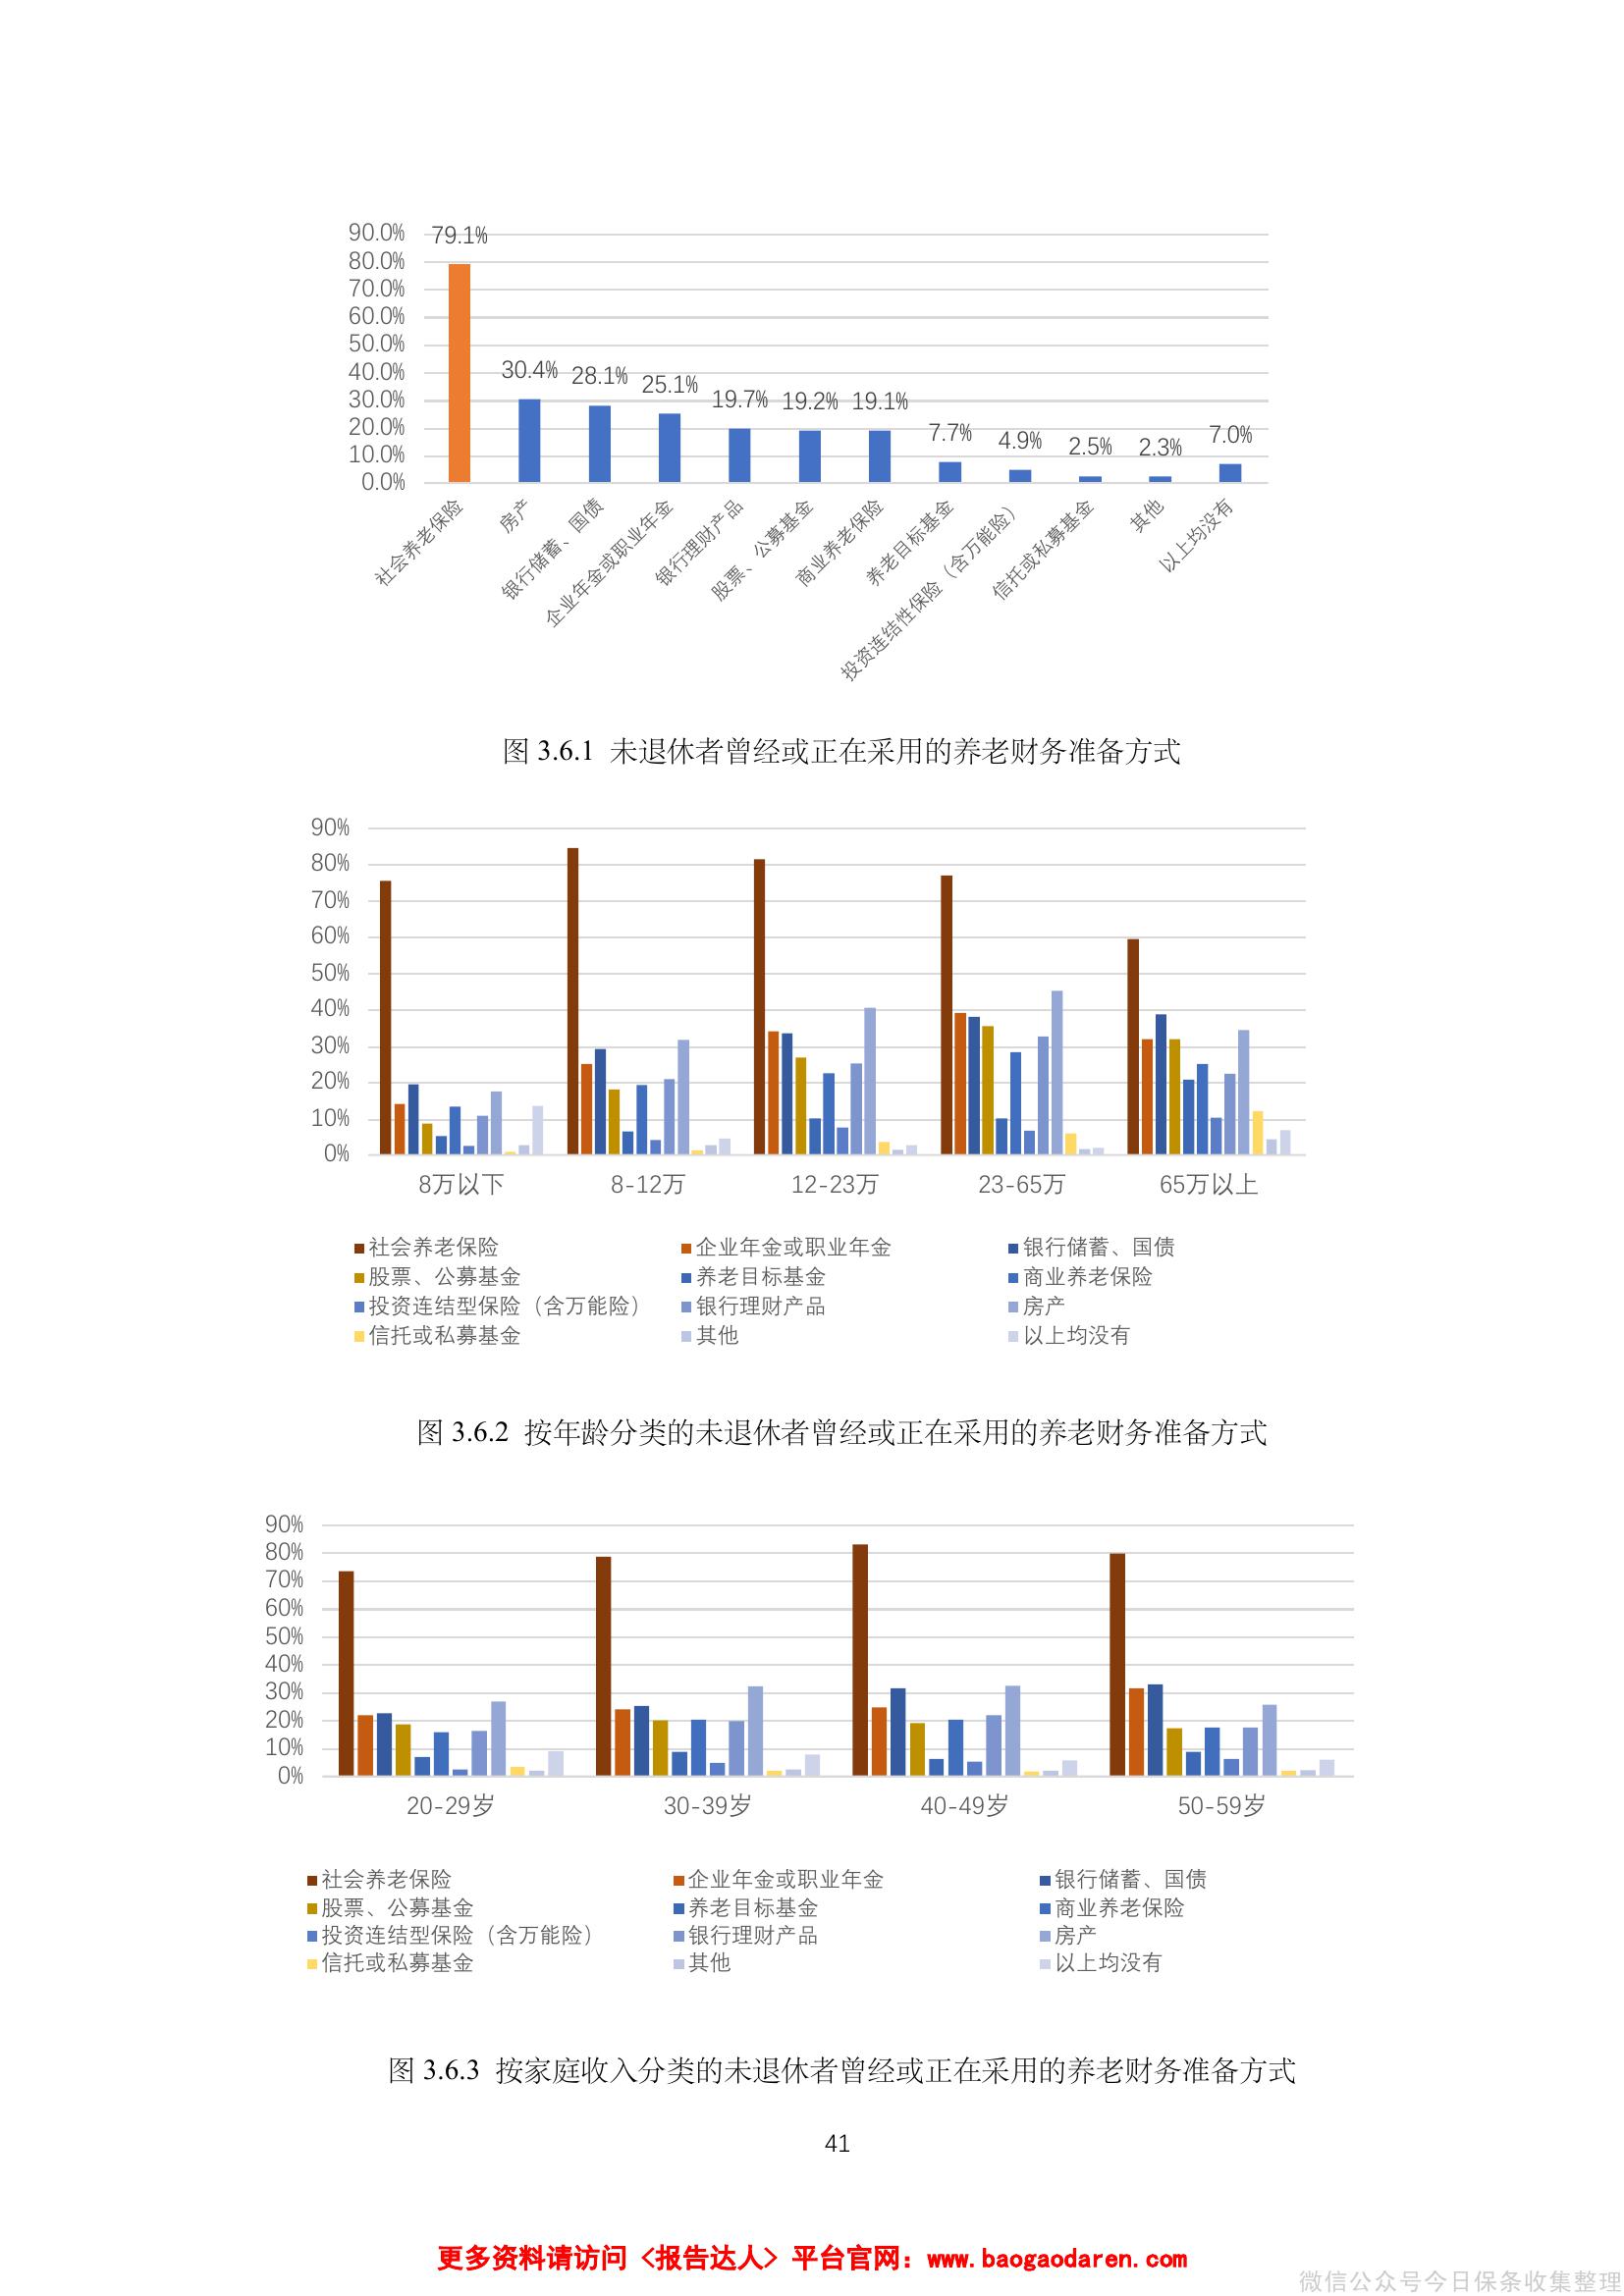 90.0%
80.0%
70.0%
60.0%
50.0%
40.0%
30.0%
20.0%
10.0%
0.0%
79.1%
30.4%
28.1%
25.1%
19.7%
19.2%
19.1%
7.7%
4.9%
2.5%
2.3%
7.0%
社会养老保险
房产
银行储蓄、国债
企业年金或职业年金
银行理财产品
股票、公募基金
商业养老保险
养老目标基金
投资连结性保险（含万能险）
信托或私募基金
其他
以上均没有
图 3.6.1 未退休者曾经或正在采用的养老财务准备方式
90%
80%
70%
60%
50%
40%
30%
20%
10%
0%
8万以下 8-12万 12-23万 23-65万 65万以上
社会养老保险 企业年金或职业年金 银行储蓄、国债
股票、公募基金 养老目标基金 商业养老保险
投资连结型保险（含万能险） 银行理财产品 房产
信托或私募基金 其他 以上均没有
图 3.6.2 按年龄分类的未退休者曾经或正在采用的养老财务准备方式
90%
80%
70%
60%
50%
40%
30%
20%
10%
0%
20-29岁 30-39岁 40-49岁 50-59岁
社会养老保险 企业年金或职业年金 银行储蓄、国债
股票、公募基金 养老目标基金 商业养老保险
投资连结型保险（含万能险） 银行理财产品 房产
信托或私募基金 其他 以上均没有
图 3.6.3 按家庭收入分类的未退休者曾经或正在采用的养老财务准备方式
41
更多资料请访问《报告达人》平台官网：www.baogaodaren.com
微信公众号今日保条收集整理